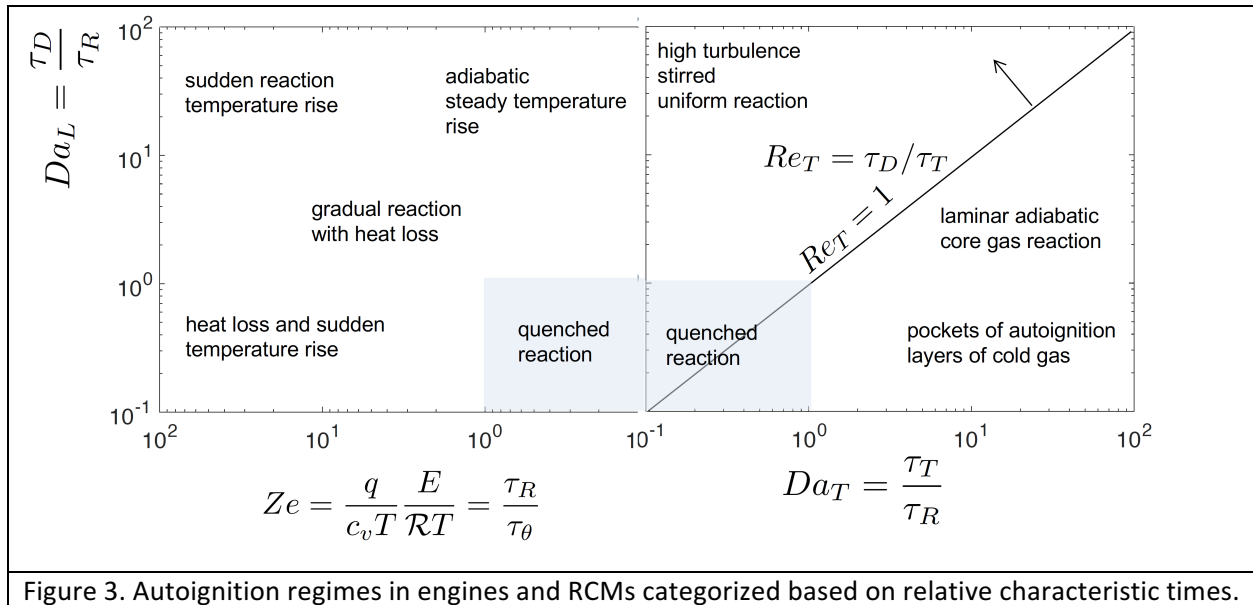 Da_L = τ_D / τ_R
10^2
10^1
10^0
10^-1
sudden reaction
temperature rise
adiabatic
steady temperature
rise
gradual reaction
with heat loss
heat loss and sudden
temperature rise
quenched
reaction
10^2
10^1
10^0
10^-1
Ze = q / c_v T E / ℛT = τ_R / τ_θ
high turbulence
stirred
uniform reaction
Re_T = τ_D/τ_T
Re_T = 1
laminar adiabatic
core gas reaction
quenched
reaction
pockets of autoignition
layers of cold gas
10^0
10^1
10^2
Da_T = τ_T / τ_R
Figure 3. Autoignition regimes in engines and RCMs categorized based on relative characteristic times.